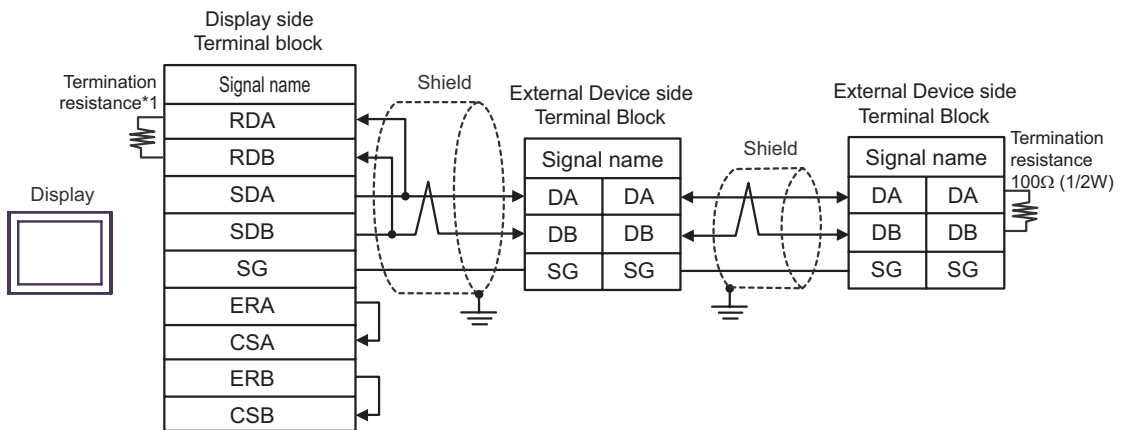 Display side
Terminal block
Termination
resistance*1
Signal name
RDA
RDB
SDA
SDB
SG
ERA
CSA
ERB
CSB
Display
Shield
External Device side
Terminal Block
Signal name
DA DA
DB DB
SG SG
Shield
External Device side
Terminal Block
Signal name
DA DA
DB DB
SG SG
Termination
resistance
100Ω (1/2W)